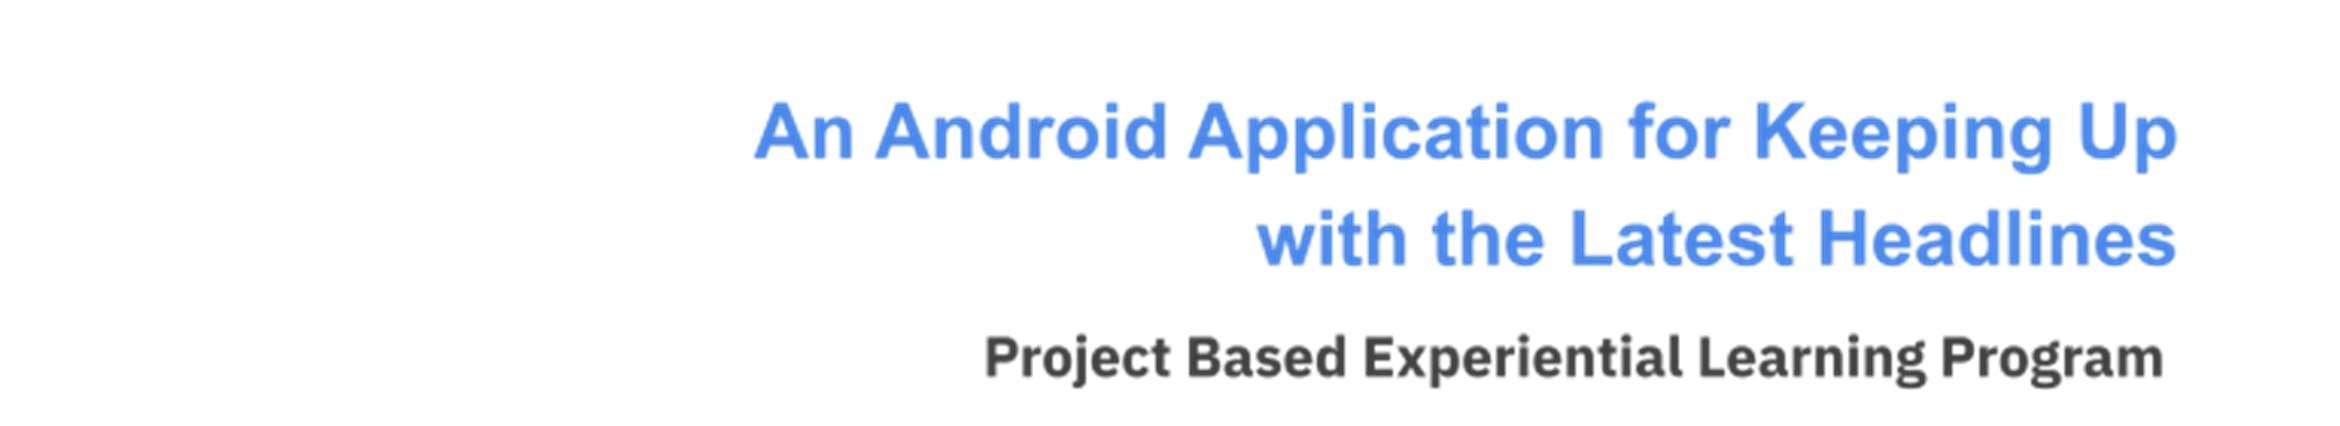 An Android Application for Keeping Up
with the Latest Headlines
Project Based Experiential Learning Program